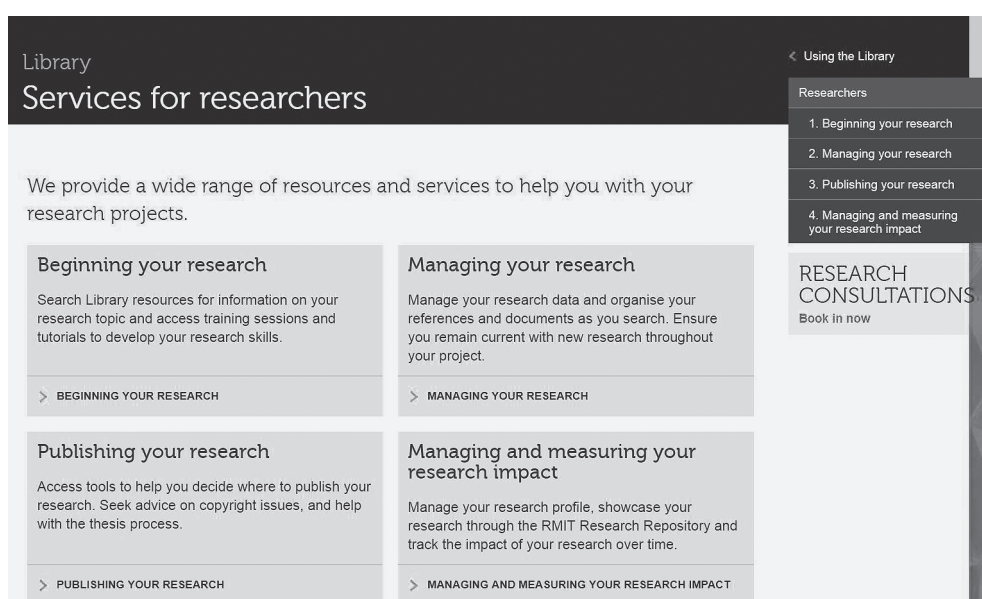 Library
Services for researchers
Using the Library
Researchers
1. Beginning your research
2. Managing your research
3. Publishing your research
4. Managing and measuring
your research impact
RESEARCH
CONSULTATIONS
Book in now
We provide a wide range of resources and services to help you with your
research projects.
Beginning your research
Search Library resources for information on your
research topic and access training sessions and
tutorials to develop your research skills.
BEGINNING YOUR RESEARCH
Managing your research
Manage your research data and organise your
references and documents as you search. Ensure
you remain current with new research throughout
your project.
MANAGING YOUR RESEARCH
Publishing your research
Access tools to help you decide where to publish your
research. Seek advice on copyright issues, and help
with the thesis process.
PUBLISHING YOUR RESEARCH
Managing and measuring your
research impact
Manage your research profile, showcase your
research through the RMIT Research Repository and
track the impact of your research over time.
MANAGING AND MEASURING YOUR RESEARCH IMPACT